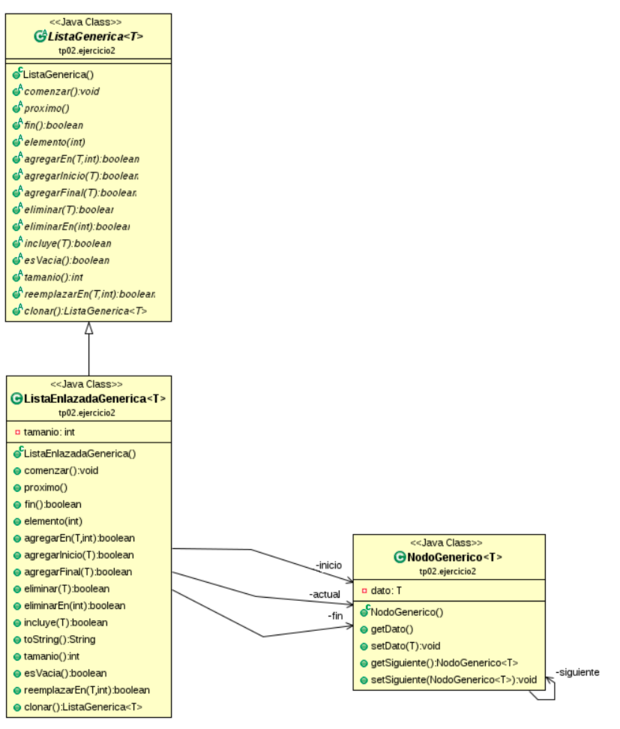 <<Java Class>>
ListaGenerica<T>
tp02.ejercicio2
ListaGenerica()
comenzar():void
proximo()
fin():boolean
elemento(int)
agregarEn(T,int):boolean
agregarInicio(T):boolean
agregarFinal(T):boolean
eliminar(T):boolear
eliminarEn(int):boolear
incluye(T):boolean
esVacia():boolean
tamanio():int
reemplazarEn(T,int):boolean
clonar():ListaGenerica<T>
<<Java Class>>
ListaEnlazadaGenerica<T>
tp02.ejercicio2
tamanio: int
ListaEnlazadaGenerica()
comenzar():void
proximo()
fin():boolean
elemento(int)
agregarEn(T,int):boolean
agregarInicio(T):boolean
agregarFinal(T):boolean
eliminar(T):boolean
eliminarEn(int):boolean
incluye(T):boolean
toString():String
tamanio():int
esVacia():boolean
reemplazarEn(T,int):boolean
clonar():ListaGenerica<T>
-inicio
-actual
-fin
<<Java Class>>
NodoGenerico<T>
tp02.ejercicio2
dato: T
NodoGenerico()
getDato()
setDato(T):void
getSiguiente():NodoGenerico<T>
setSiguiente(NodoGenerico<T>):void
-siguiente